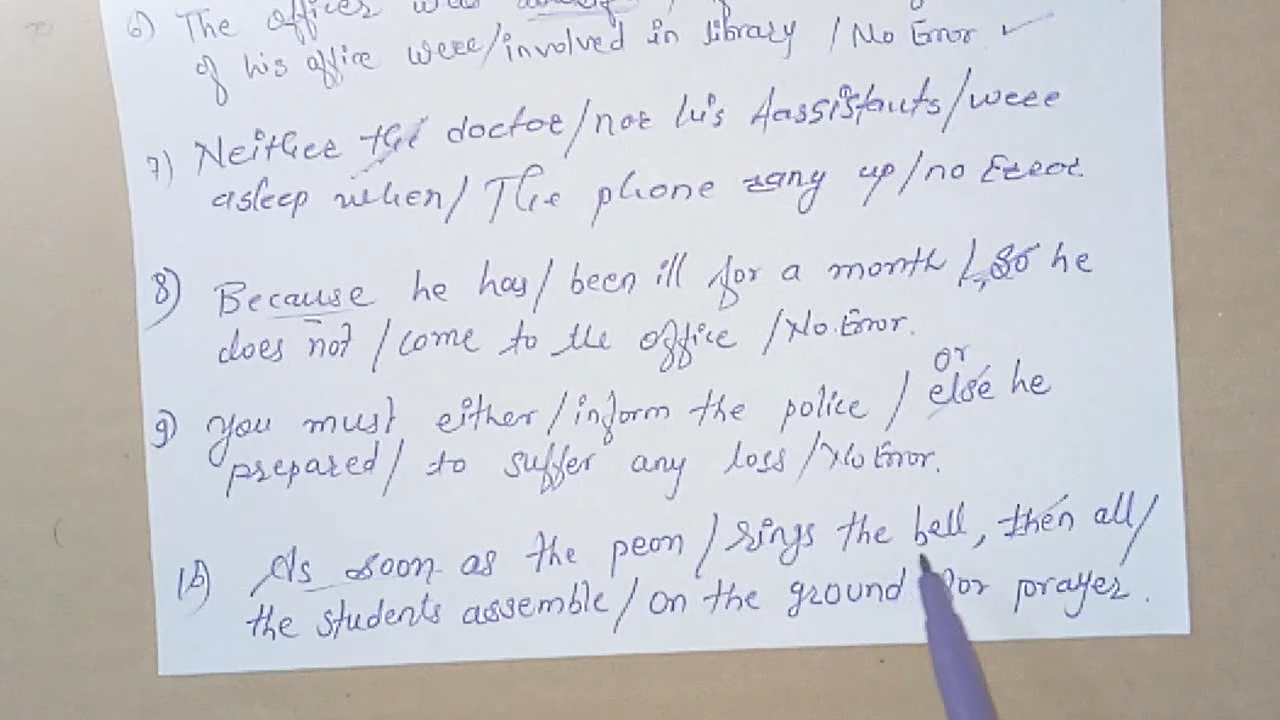 6) The officer
of his office were/involved in library / No Error ✓
7) Neither the doctor/nor his Aassistants/were
asleep when/ The phone rang up/no Error.
8) Because he has/ been ill for a month /, so he
does not / come to the office / No Error.
or
9) You must either/inform the police / else he
prepared/ to suffer any loss/No Error.
10) As soon as the peon / rings the bell, then all/
the students assemble/ on the ground for prayer.